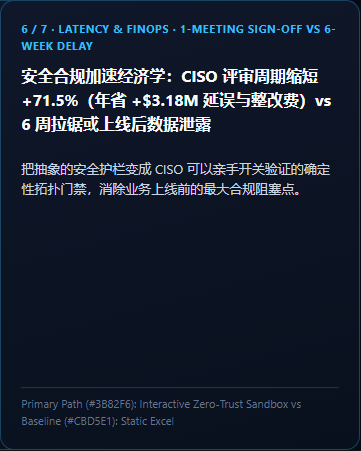 6 / 7 · LATENCY & FINOPS · 1-MEETING SIGN-OFF VS 6-
WEEK DELAY
安全合规加速经济学：CISO 评审周期缩短
+71.5%（年省 +$3.18M 延误与整改费）vs
6 周拉锯或上线后数据泄露
把抽象的安全护栏变成 CISO 可以亲手开关验证的确定
性拓扑门禁，消除业务上线前的最大合规阻塞点。
Primary Path (#3B82F6): Interactive Zero-Trust Sandbox vs
Baseline (#CBD5E1): Static Excel